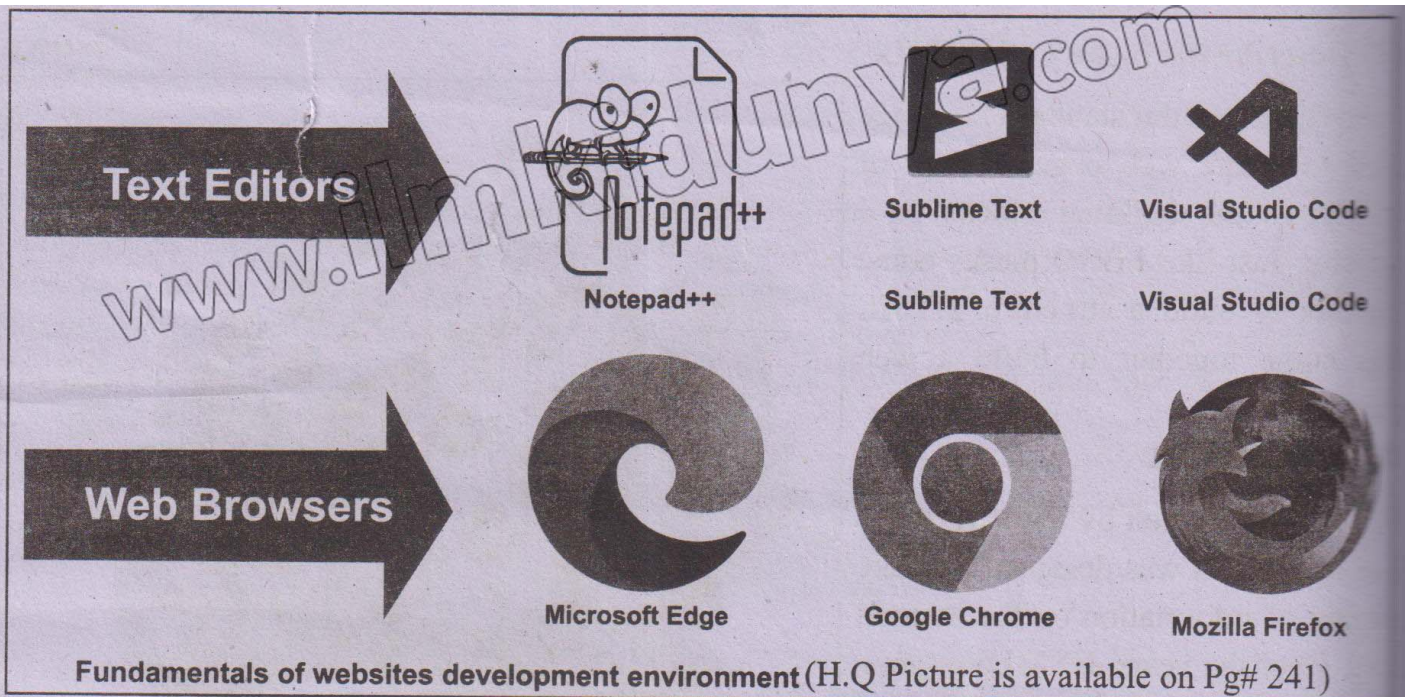 www.ilmkidunya.com
Text Editors
Notepad++
Sublime Text
Visual Studio Code
Notepad++
Sublime Text
Visual Studio Code
Web Browsers
Microsoft Edge
Google Chrome
Mozilla Firefox
Fundamentals of websites development environment (H.Q Picture is available on Pg# 241)